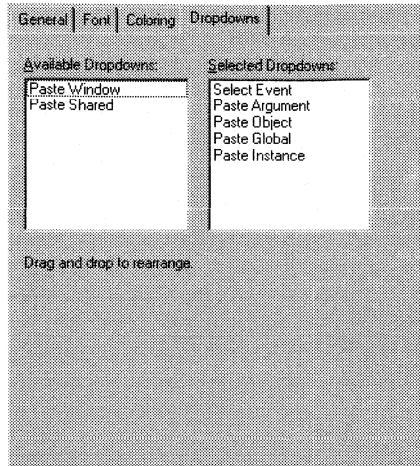 General Font Coloring Dropdowns
Available Dropdowns: Selected Dropdowns:
Paste Window
Paste Shared
Select Event
Paste Argument
Paste Object
Paste Global
Paste Instance
Drag and drop to rearrange.